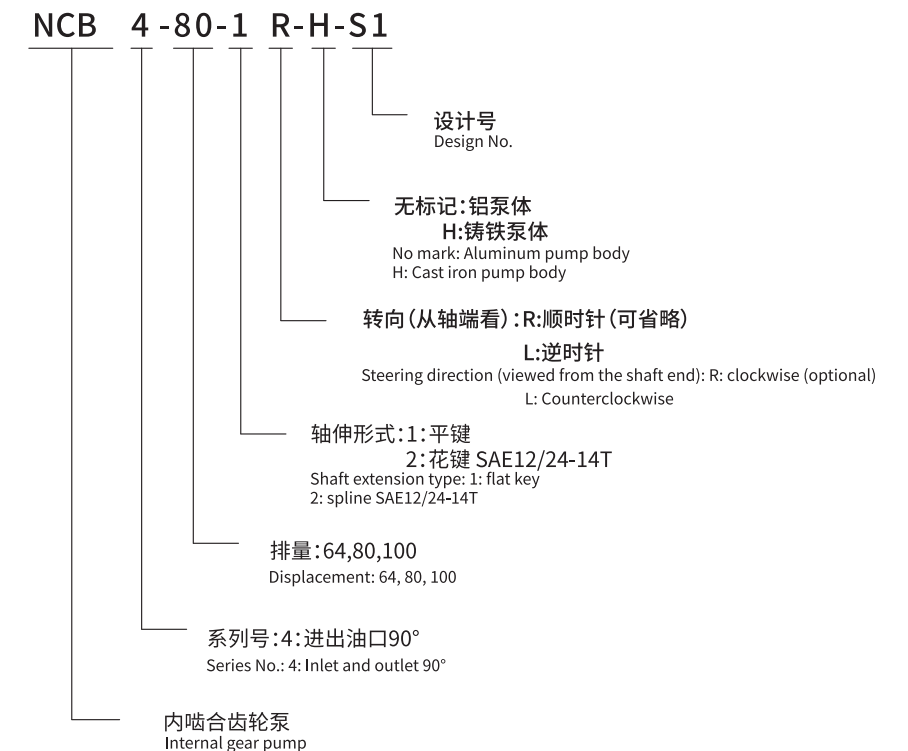 NCB 4-80-1 R-H-S1
设计号
Design No.
无标记:铝泵体
H:铸铁泵体
No mark: Aluminum pump body
H: Cast iron pump body
转向(从轴端看):R:顺时针(可省略)
L:逆时针
Steering direction (viewed from the shaft end): R: clockwise (optional)
L: Counterclockwise
轴伸形式:1:平键
2:花键 SAE12/24-14T
Shaft extension type: 1: flat key
2: spline SAE12/24-14T
排量:64,80,100
Displacement: 64, 80, 100
系列号:4:进出油口90°
Series No.: 4: Inlet and outlet 90°
内啮合齿轮泵
Internal gear pump